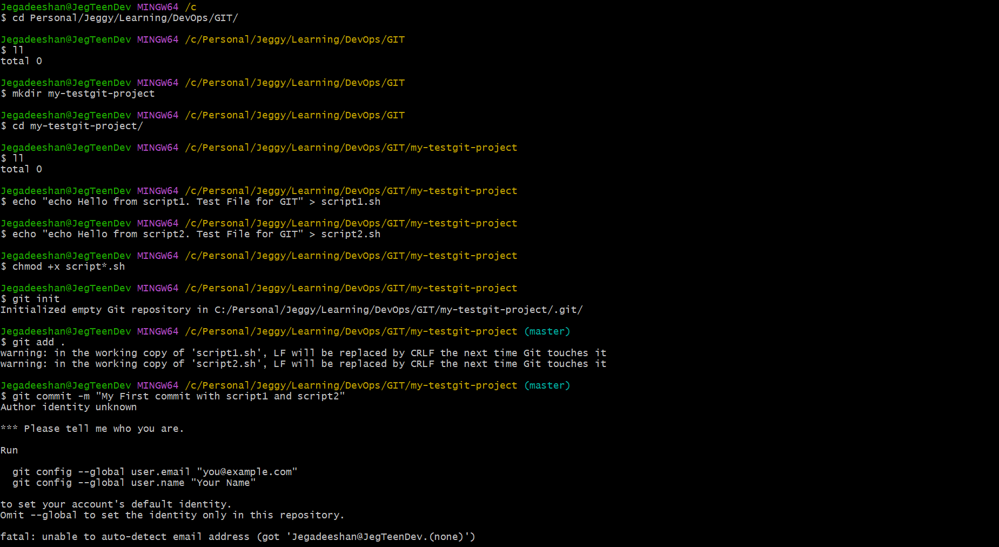 Jegadeeshan@JegTeenDev MINGW64 /c
$ cd Personal/Jeggy/Learning/DevOps/GIT/
Jegadeeshan@JegTeenDev MINGW64 /c/Personal/Jeggy/Learning/DevOps/GIT
$ ll
total 0
Jegadeeshan@JegTeenDev MINGW64 /c/Personal/Jeggy/Learning/DevOps/GIT
$ mkdir my-testgit-project
Jegadeeshan@JegTeenDev MINGW64 /c/Personal/Jeggy/Learning/DevOps/GIT
$ cd my-testgit-project/
Jegadeeshan@JegTeenDev MINGW64 /c/Personal/Jeggy/Learning/DevOps/GIT/my-testgit-project
$ ll
total 0
Jegadeeshan@JegTeenDev MINGW64 /c/Personal/Jeggy/Learning/DevOps/GIT/my-testgit-project
$ echo "echo Hello from script1. Test File for GIT" > script1.sh
Jegadeeshan@JegTeenDev MINGW64 /c/Personal/Jeggy/Learning/DevOps/GIT/my-testgit-project
$ echo "echo Hello from script2. Test File for GIT" > script2.sh
Jegadeeshan@JegTeenDev MINGW64 /c/Personal/Jeggy/Learning/DevOps/GIT/my-testgit-project
$ chmod +x script*.sh
Jegadeeshan@JegTeenDev MINGW64 /c/Personal/Jeggy/Learning/DevOps/GIT/my-testgit-project
$ git init
Initialized empty Git repository in C:/Personal/Jeggy/Learning/DevOps/GIT/my-testgit-project/.git/
Jegadeeshan@JegTeenDev MINGW64 /c/Personal/Jeggy/Learning/DevOps/GIT/my-testgit-project (master)
$ git add .
warning: in the working copy of 'script1.sh', LF will be replaced by CRLF the next time Git touches it
warning: in the working copy of 'script2.sh', LF will be replaced by CRLF the next time Git touches it
Jegadeeshan@JegTeenDev MINGW64 /c/Personal/Jeggy/Learning/DevOps/GIT/my-testgit-project (master)
$ git commit -m "My First commit with script1 and script2"
Author identity unknown
*** Please tell me who you are.
Run
  git config --global user.email "you@example.com"
  git config --global user.name "Your Name"
to set your account's default identity.
Omit --global to set the identity only in this repository.
fatal: unable to auto-detect email address (got 'Jegadeeshan@JegTeenDev.(none)')